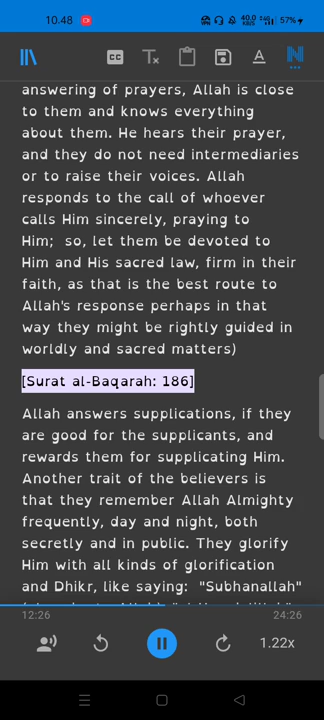 10.48
57%
CC
answering of prayers, Allah is close
to them and knows everything
about them. He hears their prayer,
and they do not need intermediaries
or to raise their voices. Allah
responds to the call of whoever
calls Him sincerely, praying to
Him;  so, let them be devoted to
Him and His sacred law, firm in their
faith, as that is the best route to
Allah's response perhaps in that
way they might be rightly guided in
worldly and sacred matters)
[Surat al-Baqarah: 186]
Allah answers supplications, if they
are good for the supplicants, and
rewards them for supplicating Him.
Another trait of the believers is
that they remember Allah Almighty
frequently, day and night, both
secretly and in public. They glorify
Him with all kinds of glorification
and Dhikr, like saying:  "Subhanallah"
12:26
24:26
1.22x